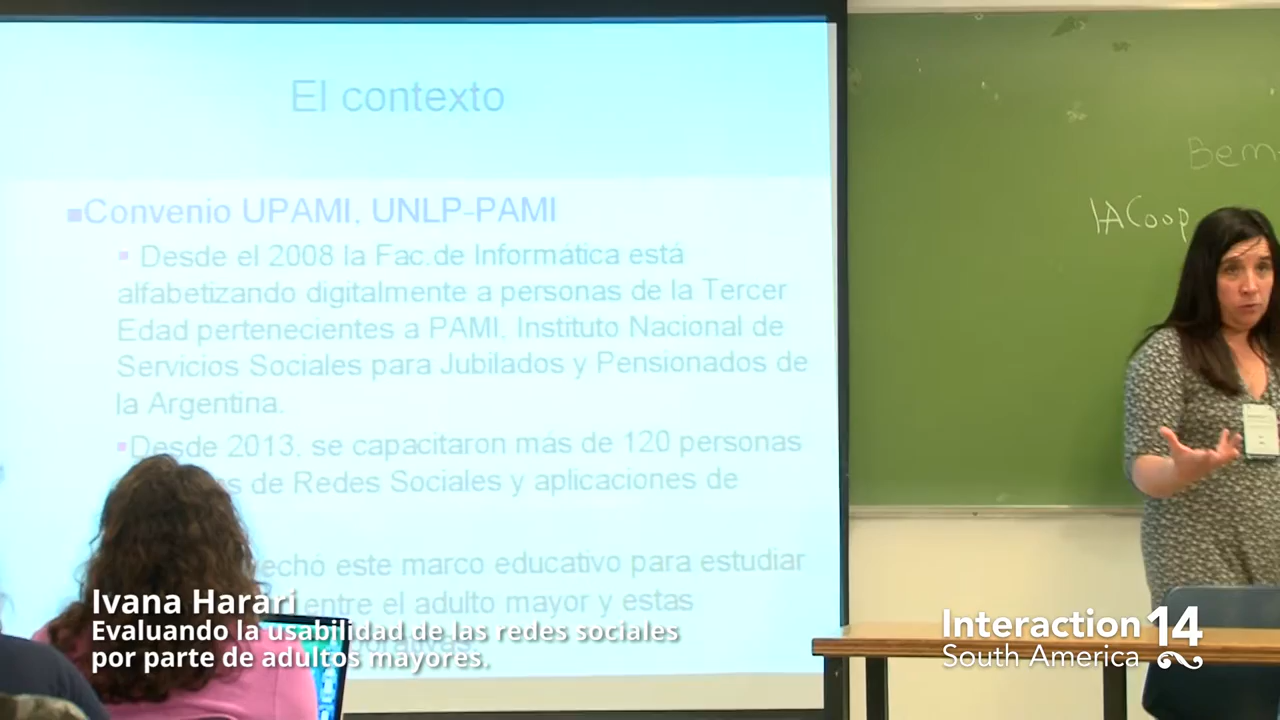 El contexto
Convenio UPAMI. UNLP-PAMI
Desde el 2008 la Fac.de Informática está
alfabetizando digitalmente a personas de la Tercer
Edad pertenecientes a PAMI. Instituto Nacional de
Servicios Sociales para Jubilados y Pensionados de
la Argentina.
Desde 2013. se capacitaron más de 120 personas
de Redes Sociales y aplicaciones de
este marco educativo para estudiar
entre el adulto mayor y estas
Bem
IACoop
Ivana Harari
Evaluando la usabilidad de las redes sociales
por parte de adultos mayores.
Interaction 14
South America